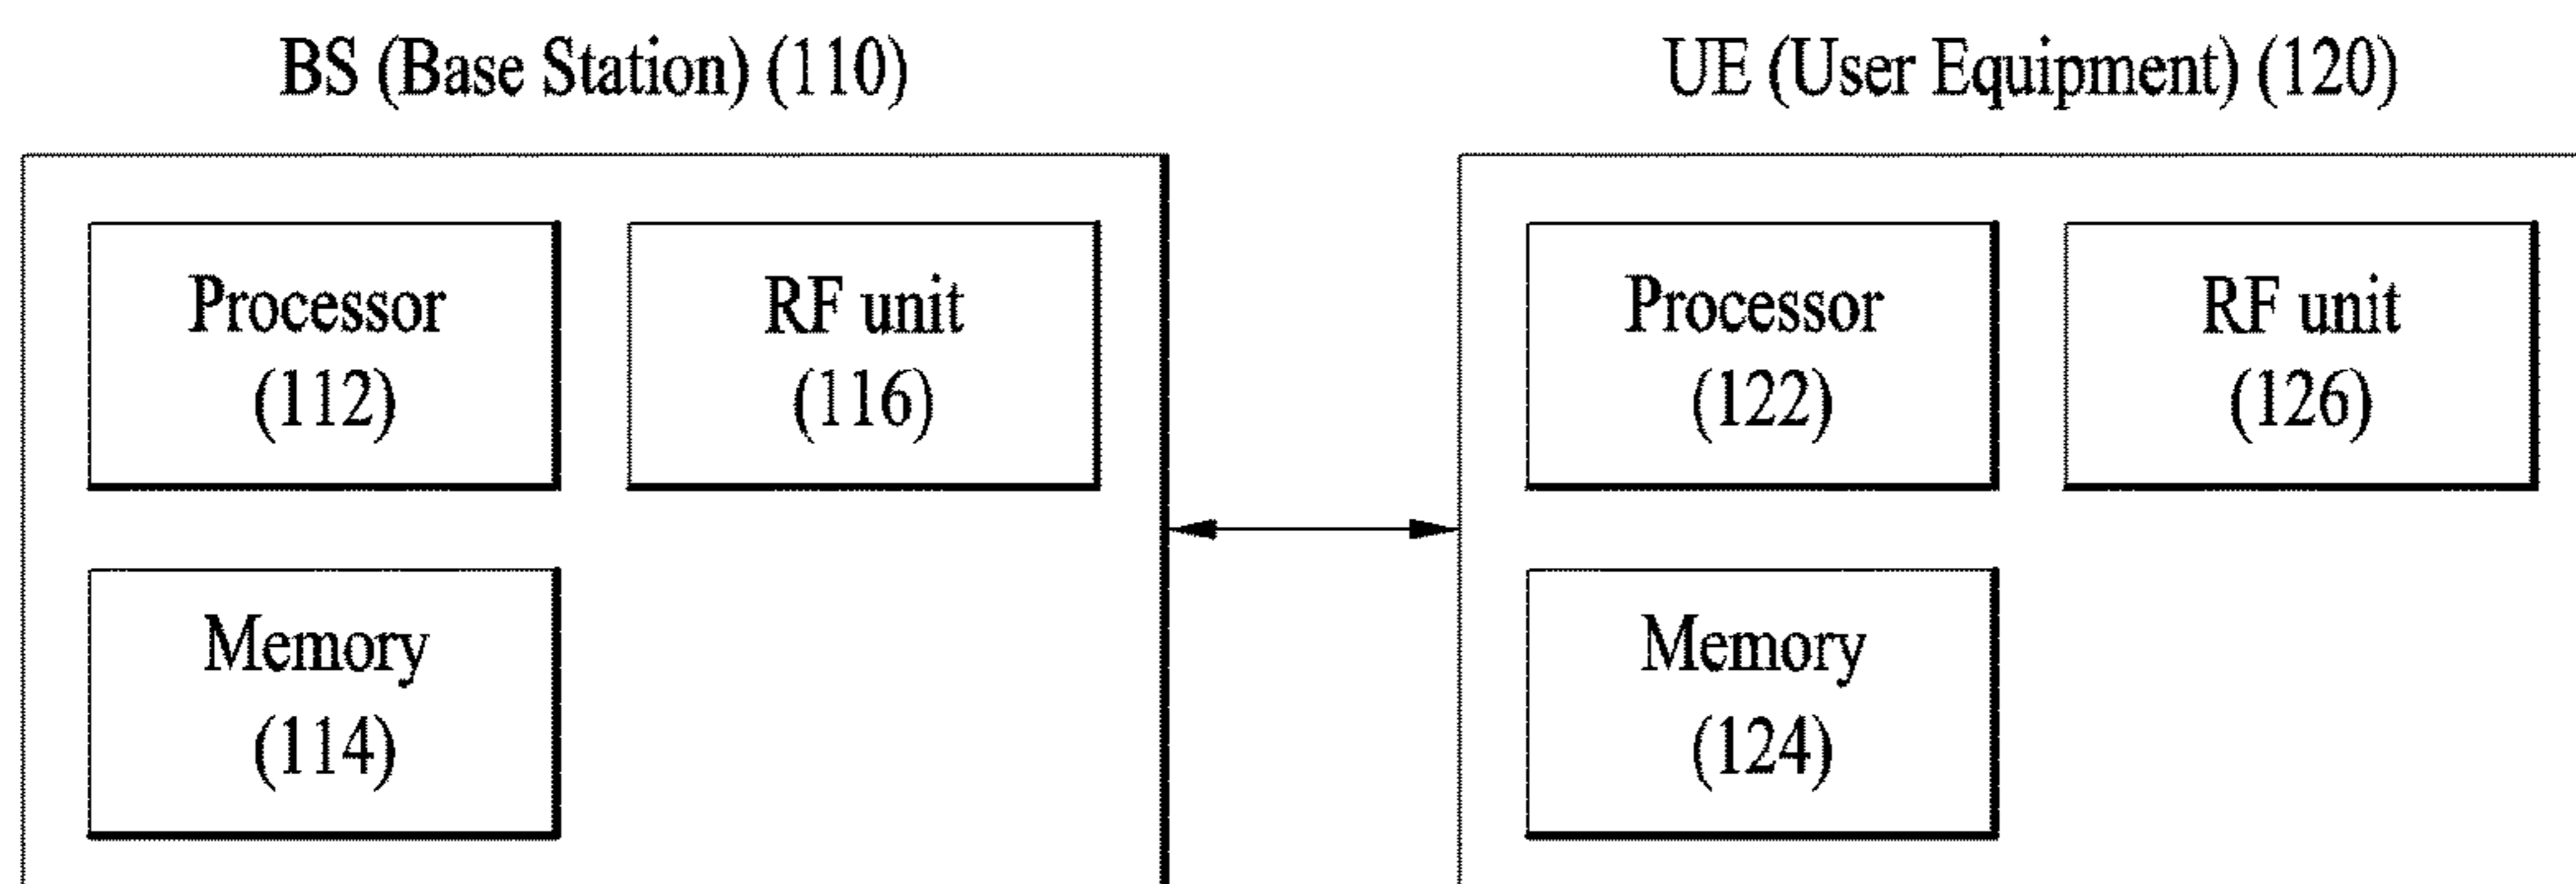 BS (Base Station) (110)
Processor
(112)
RF unit
(116)
Memory
(114)
UE (User Equipment) (120)
Processor
(122)
RF unit
(126)
Memory
(124)